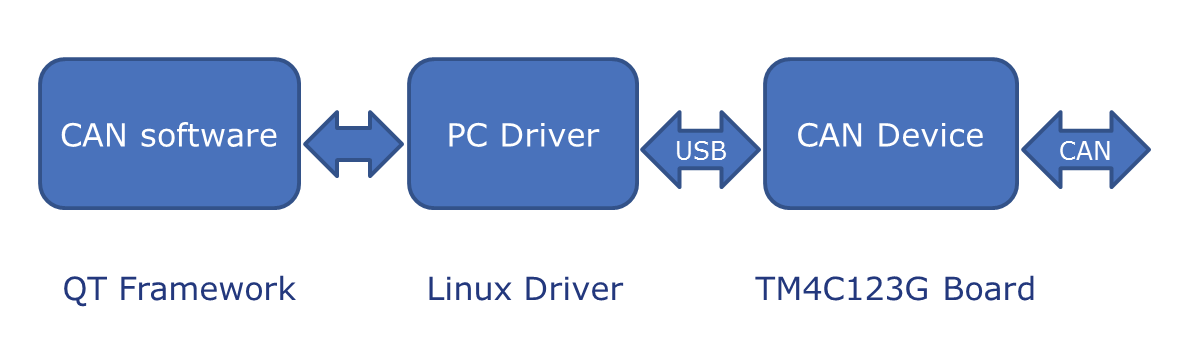 CAN software
PC Driver
USB
CAN Device
CAN
QT Framework
Linux Driver
TM4C123G Board